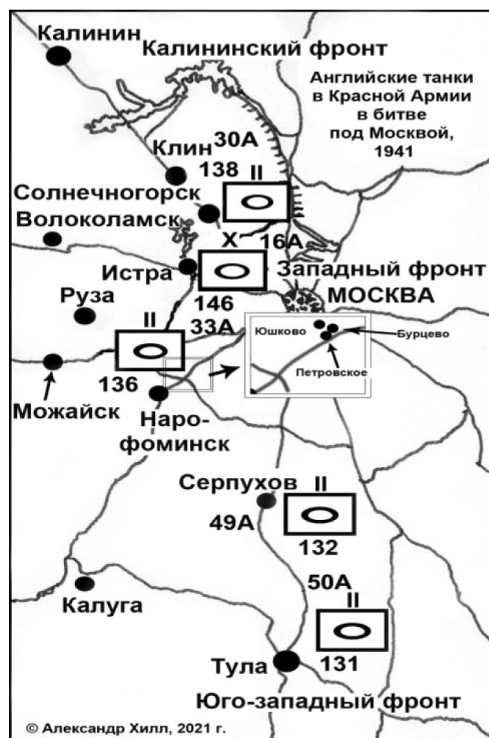 Калинин
Калининский фронт
Английские танки
в Красной Армии
в битве
под Москвой,
1941
Клин
30А
138
II
Солнечногорск
Волоколамск
X
16А
Истра
Западный фронт
МОСКВА
146
Руза
33А
II
Юшково
Бурцево
Петровское
136
Можайск
Наро-
фоминск
Серпухов
II
49А
132
50А
II
Калуга
131
Тула
Юго-западный фронт
© Александр Хилл, 2021 г.